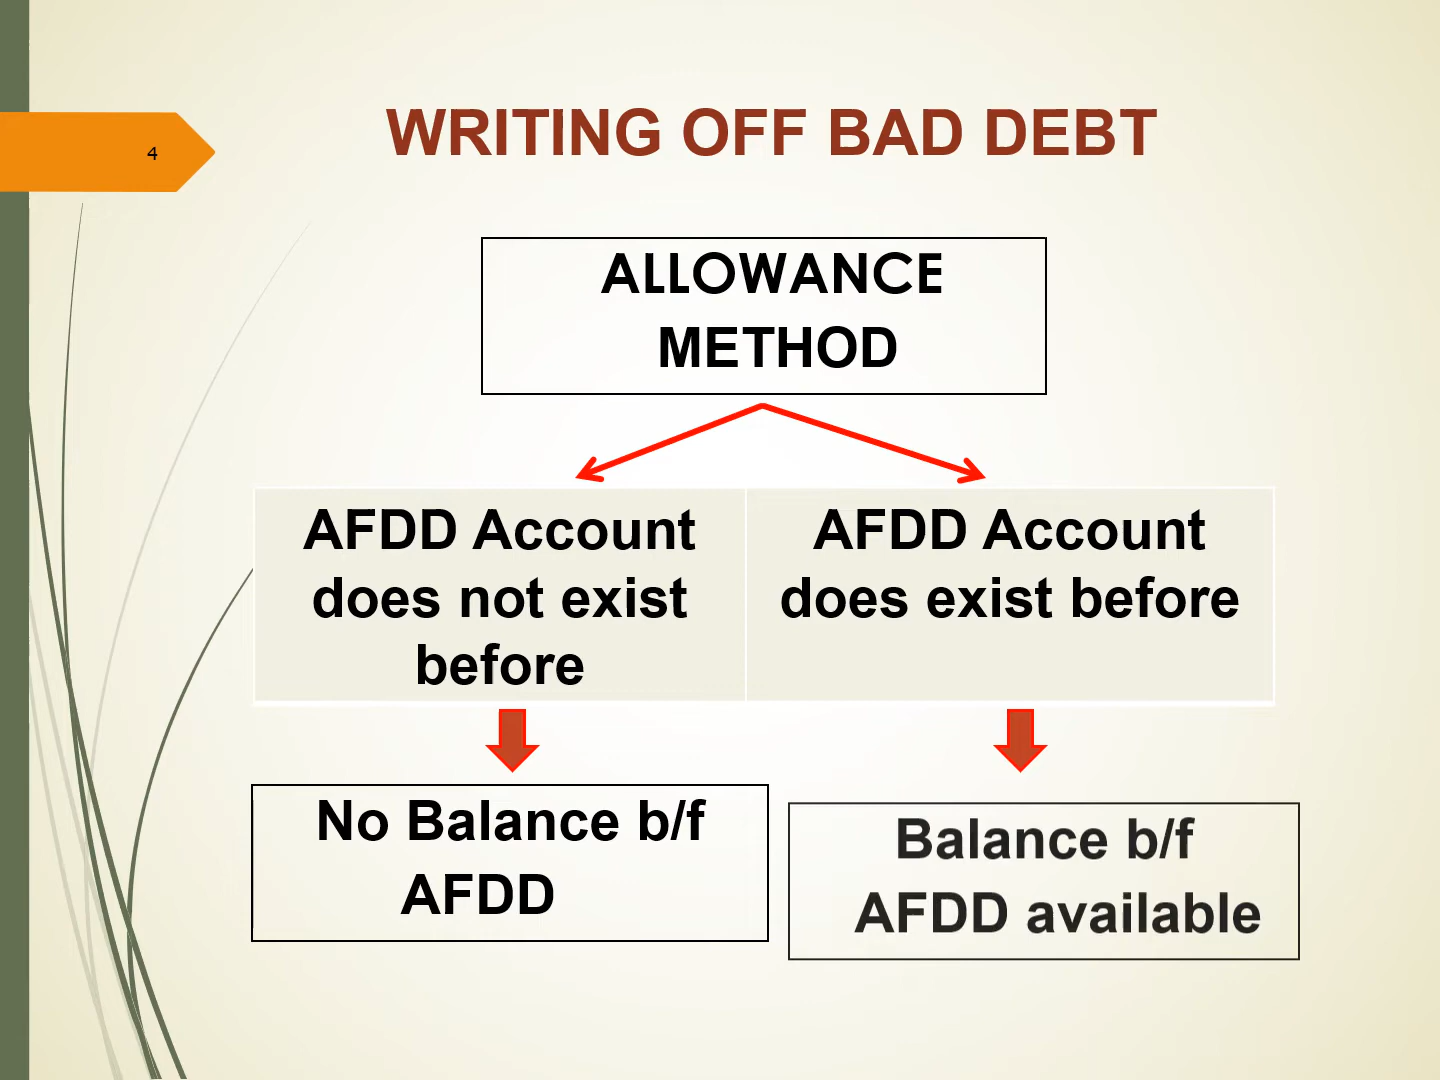 4
WRITING OFF BAD DEBT
ALLOWANCE
METHOD
AFDD Account
does not exist
before
AFDD Account
does exist before
No Balance b/f
AFDD
Balance b/f
AFDD available